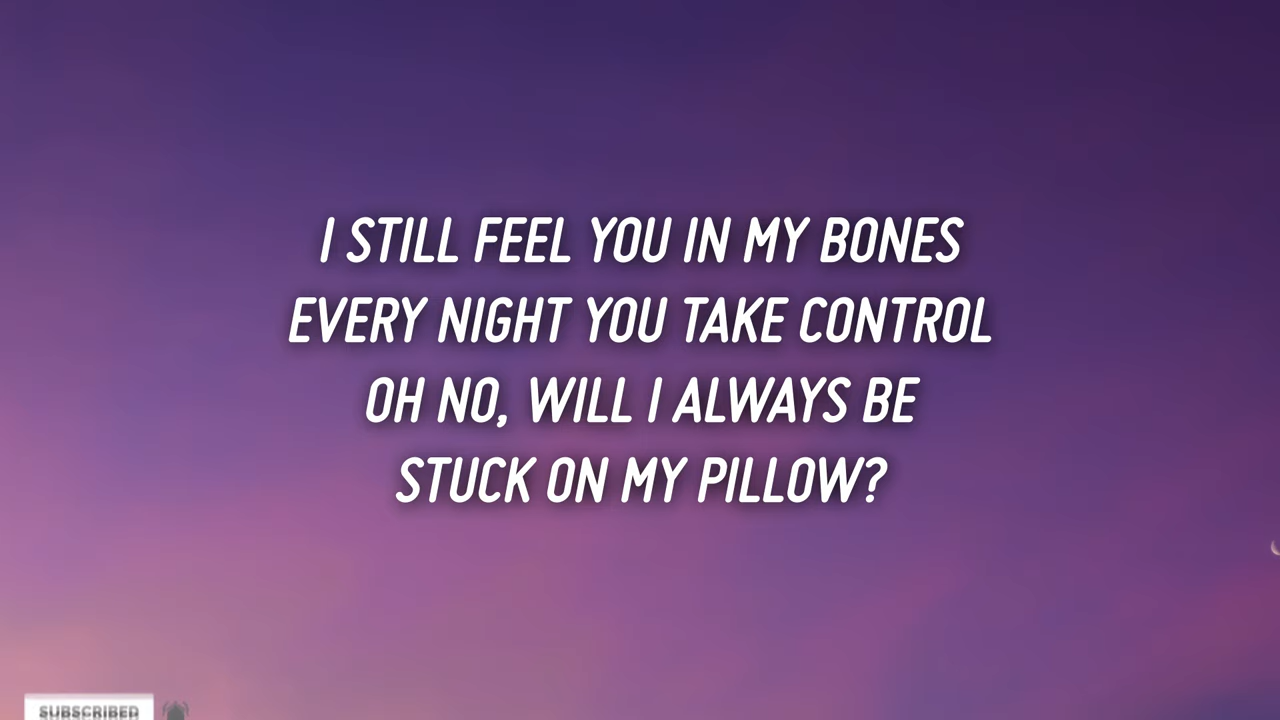 I STILL FEEL YOU IN MY BONES
EVERY NIGHT YOU TAKE CONTROL
OH NO, WILL I ALWAYS BE
STUCK ON MY PILLOW?
SUBSCRIBED